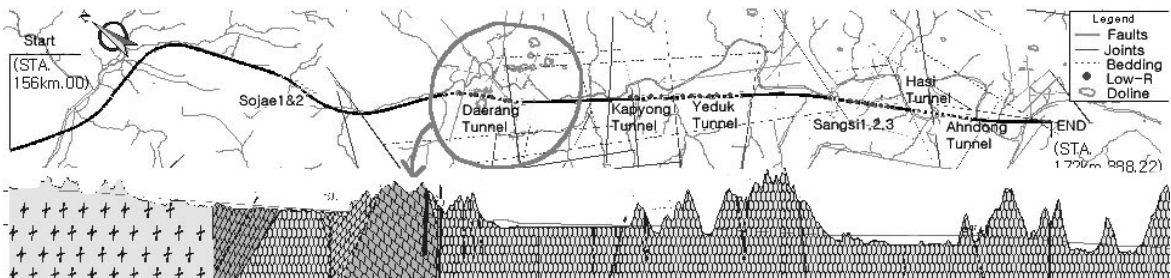 Start
(STA.
156km.00)
Sojae1&2
Daerang
Tunnel
Kapyong
Tunnel
Yeduk
Tunnel
Sangsi1,2,3
Hasi
Tunnel
Ahndong
Tunnel
END
(STA.
Legend
Faults
Joints
Bedding
Low-R
Doline